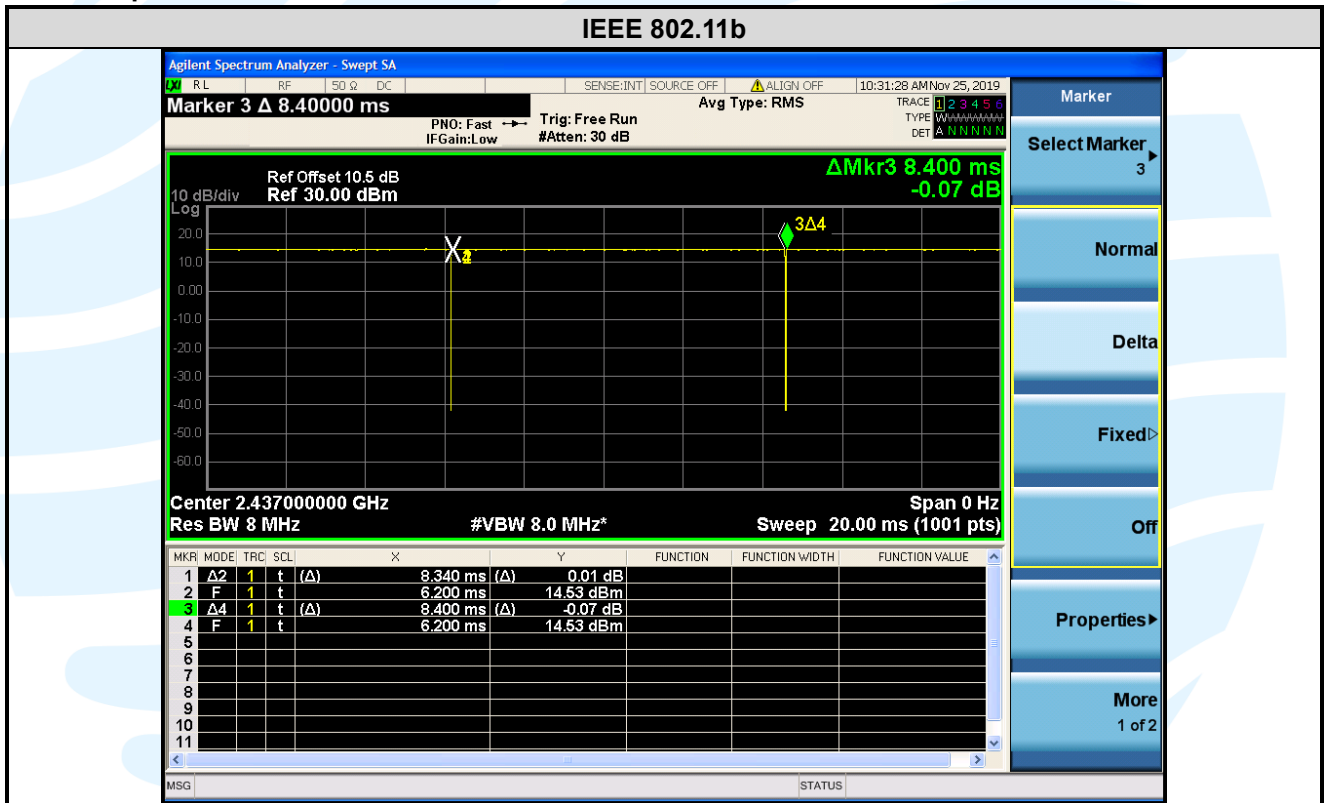 IEEE 802.11b
Agilent Spectrum Analyzer - Swept SA
LXI RL RF 50 Ω DC SENSE:INT SOURCE OFF ⚠ALIGN OFF 10:31:28 AM Nov 25, 2019
Marker 3 Δ 8.40000 ms
PNO: Fast
IFGain:Low
Trig: Free Run
#Atten: 30 dB
Avg Type: RMS
TRACE 1 2 3 4 5 6
TYPE WWWWWW
DET A N N N N N
ΔMkr3 8.400 ms
-0.07 dB
Ref Offset 10.5 dB
10 dB/div Ref 30.00 dBm
Log
20.0
10.0
0.00
-10.0
-20.0
-30.0
-40.0
-50.0
-60.0
3Δ4
Center 2.437000000 GHz Span 0 Hz
Res BW 8 MHz #VBW 8.0 MHz* Sweep 20.00 ms (1001 pts)
MKR MODE TRC SCL X Y FUNCTION FUNCTION WIDTH FUNCTION VALUE
1 Δ2 1 t (Δ) 8.340 ms (Δ) 0.01 dB
2 F 1 t 6.200 ms 14.53 dBm
3 Δ4 1 t (Δ) 8.400 ms (Δ) -0.07 dB
4 F 1 t 6.200 ms 14.53 dBm
5
6
7
8
9
10
11
MSG STATUS
Marker
Select Marker
3
Normal
Delta
Fixed
Off
Properties
More
1 of 2